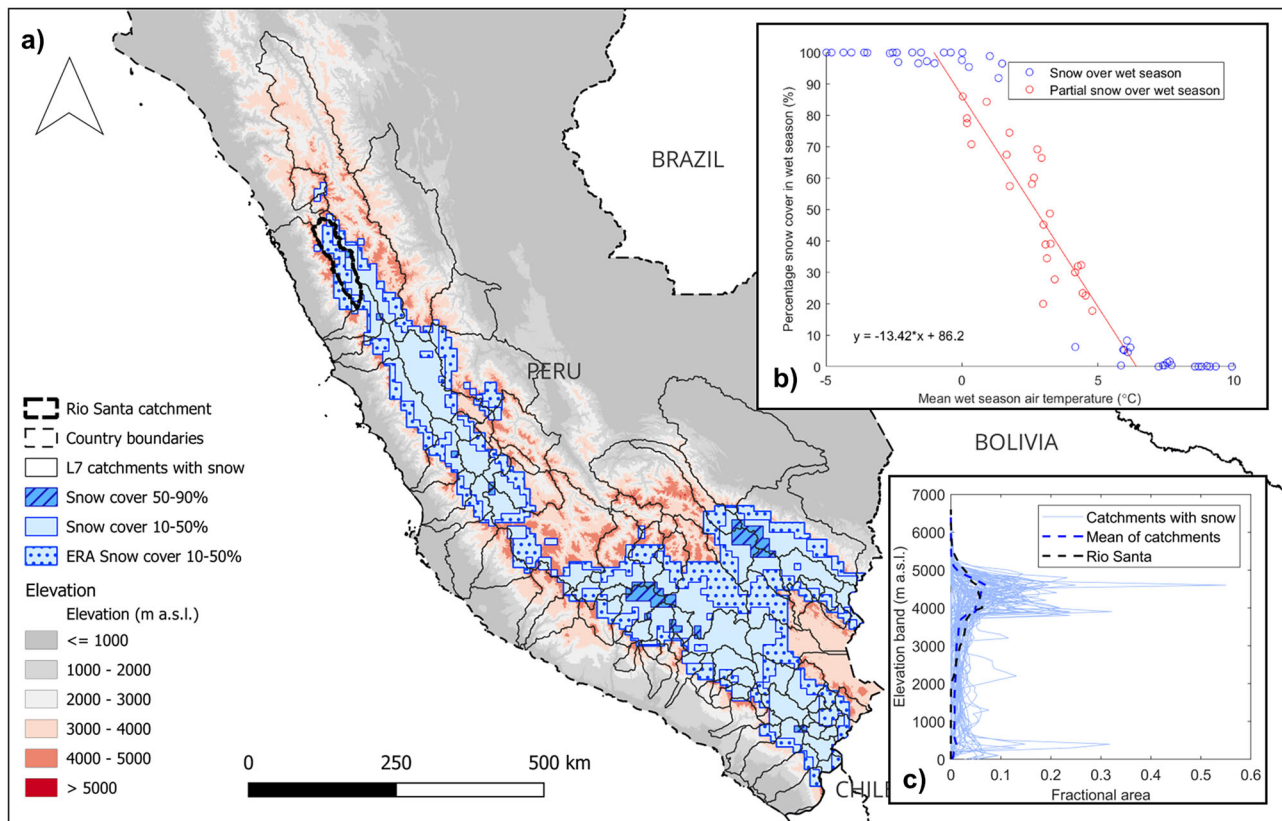 a)
BRAZIL
PERU
BOLIVIA
CHILE
Rio Santa catchment
Country boundaries
L7 catchments with snow
Snow cover 50-90%
Snow cover 10-50%
ERA Snow cover 10-50%
Elevation
Elevation (m a.s.l.)
<= 1000
1000 - 2000
2000 - 3000
3000 - 4000
4000 - 5000
> 5000
0 250 500 km
b)
Percentage snow cover in wet season (%)
100
90
80
70
60
50
40
30
20
10
0
Snow over wet season
Partial snow over wet season
y = -13.42*x + 86.2
-5 0 5 10
Mean wet season air temperature (°C)
c)
Elevation band (m a.s.l.)
7000
6000
5000
4000
3000
2000
1000
0
Catchments with snow
Mean of catchments
Rio Santa
0 0.1 0.2 0.3 0.4 0.5 0.6
Fractional area